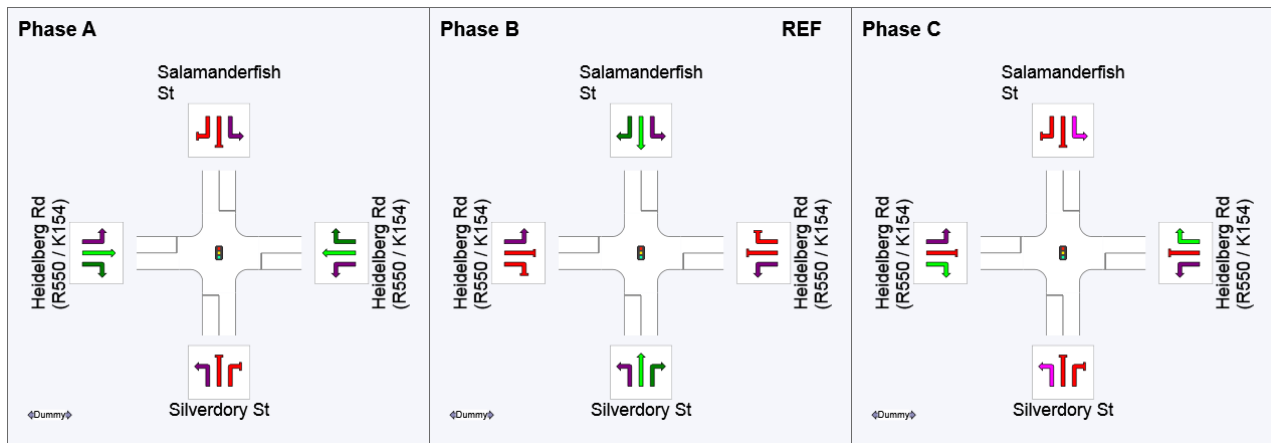 Phase A
Salamanderfish
St
Heidelberg Rd
(R550 / K154)
Heidelberg Rd
(R550 / K154)
Silverdory St
Dummy
Phase B
REF
Salamanderfish
St
Heidelberg Rd
(R550 / K154)
Heidelberg Rd
(R550 / K154)
Silverdory St
Dummy
Phase C
Salamanderfish
St
Heidelberg Rd
(R550 / K154)
Heidelberg Rd
(R550 / K154)
Silverdory St
Dummy